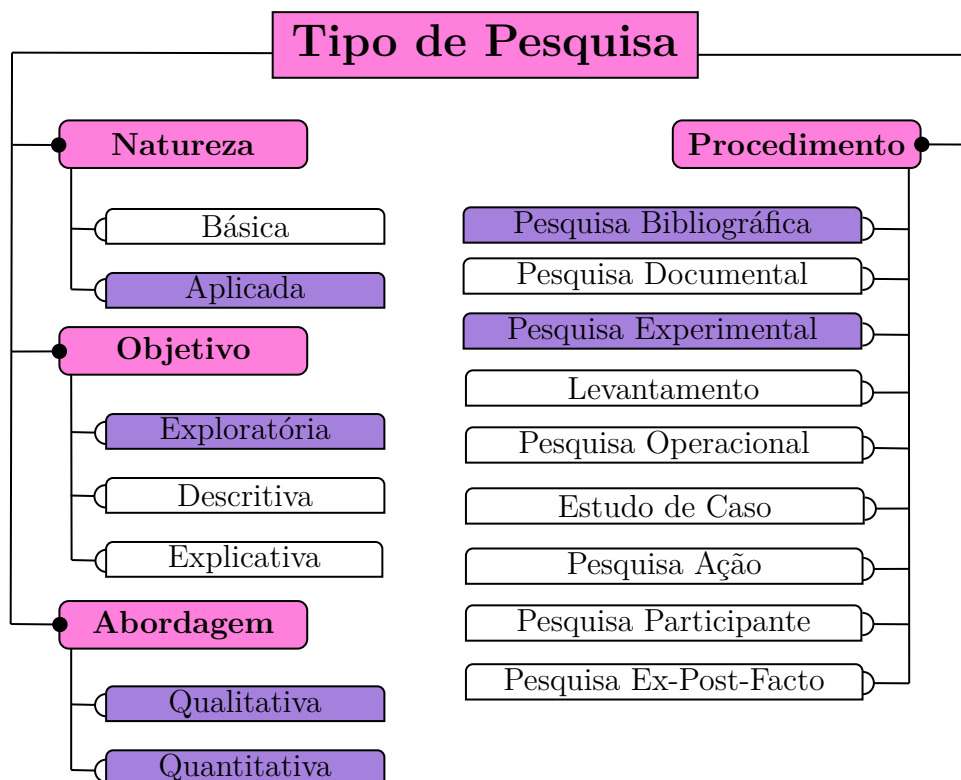 Tipo de Pesquisa
Natureza
Básica
Aplicada
Objetivo
Exploratória
Descritiva
Explicativa
Abordagem
Qualitativa
Quantitativa
Procedimento
Pesquisa Bibliográfica
Pesquisa Documental
Pesquisa Experimental
Levantamento
Pesquisa Operacional
Estudo de Caso
Pesquisa Ação
Pesquisa Participante
Pesquisa Ex-Post-Facto